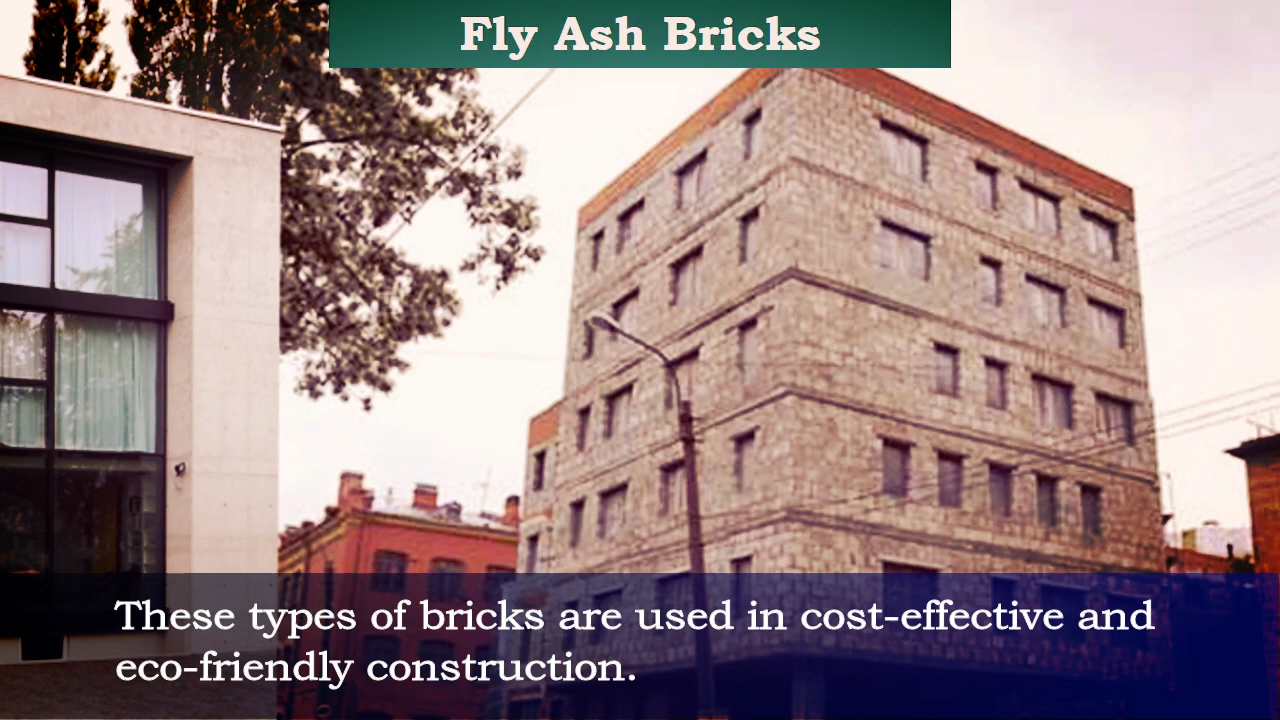 Fly Ash Bricks
These types of bricks are used in cost-effective and
eco-friendly construction.